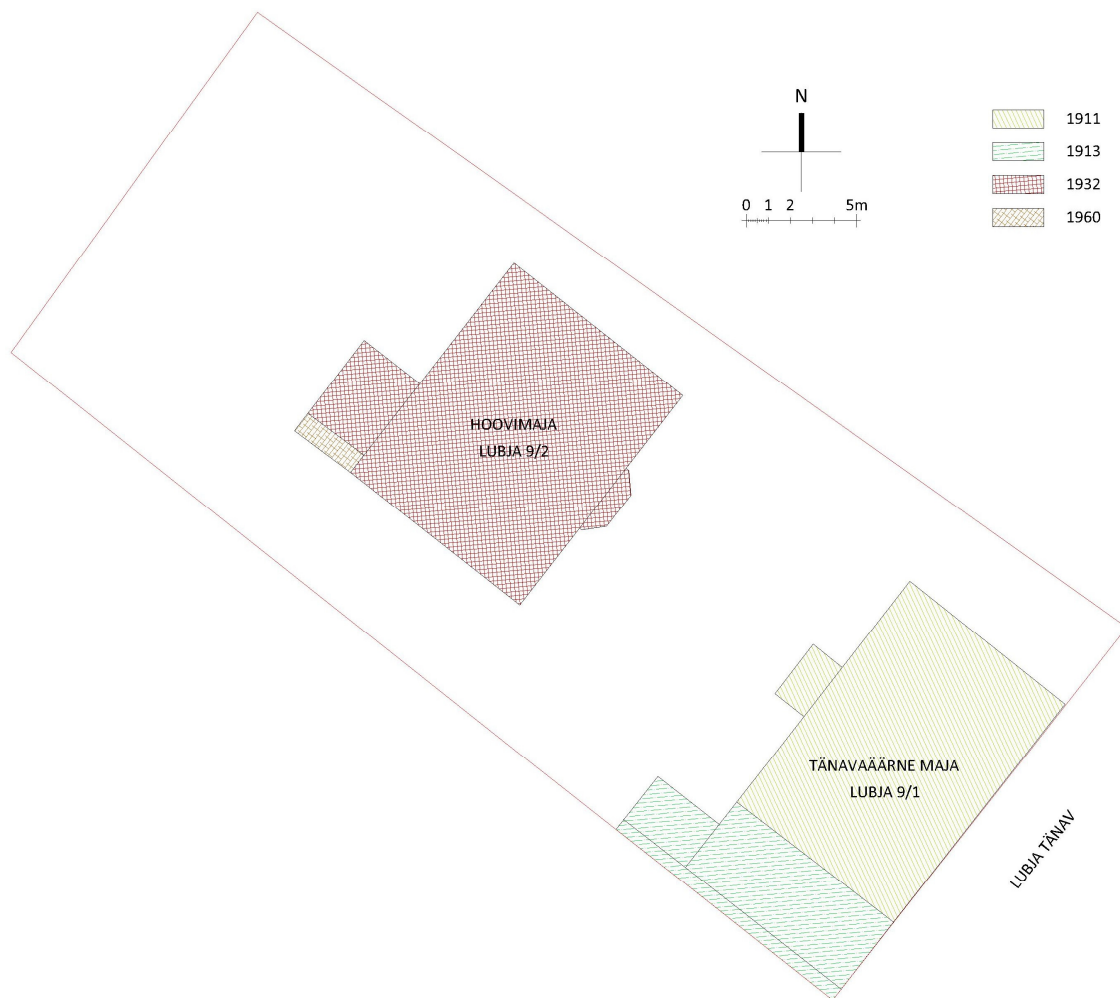 N
0 1 2 5m
1911
1913
1932
1960
HOOVIMAJA
LUBJA 9/2
TÄNAVAÄÄRNE MAJA
LUBJA 9/1
LUBJA TÄNAV